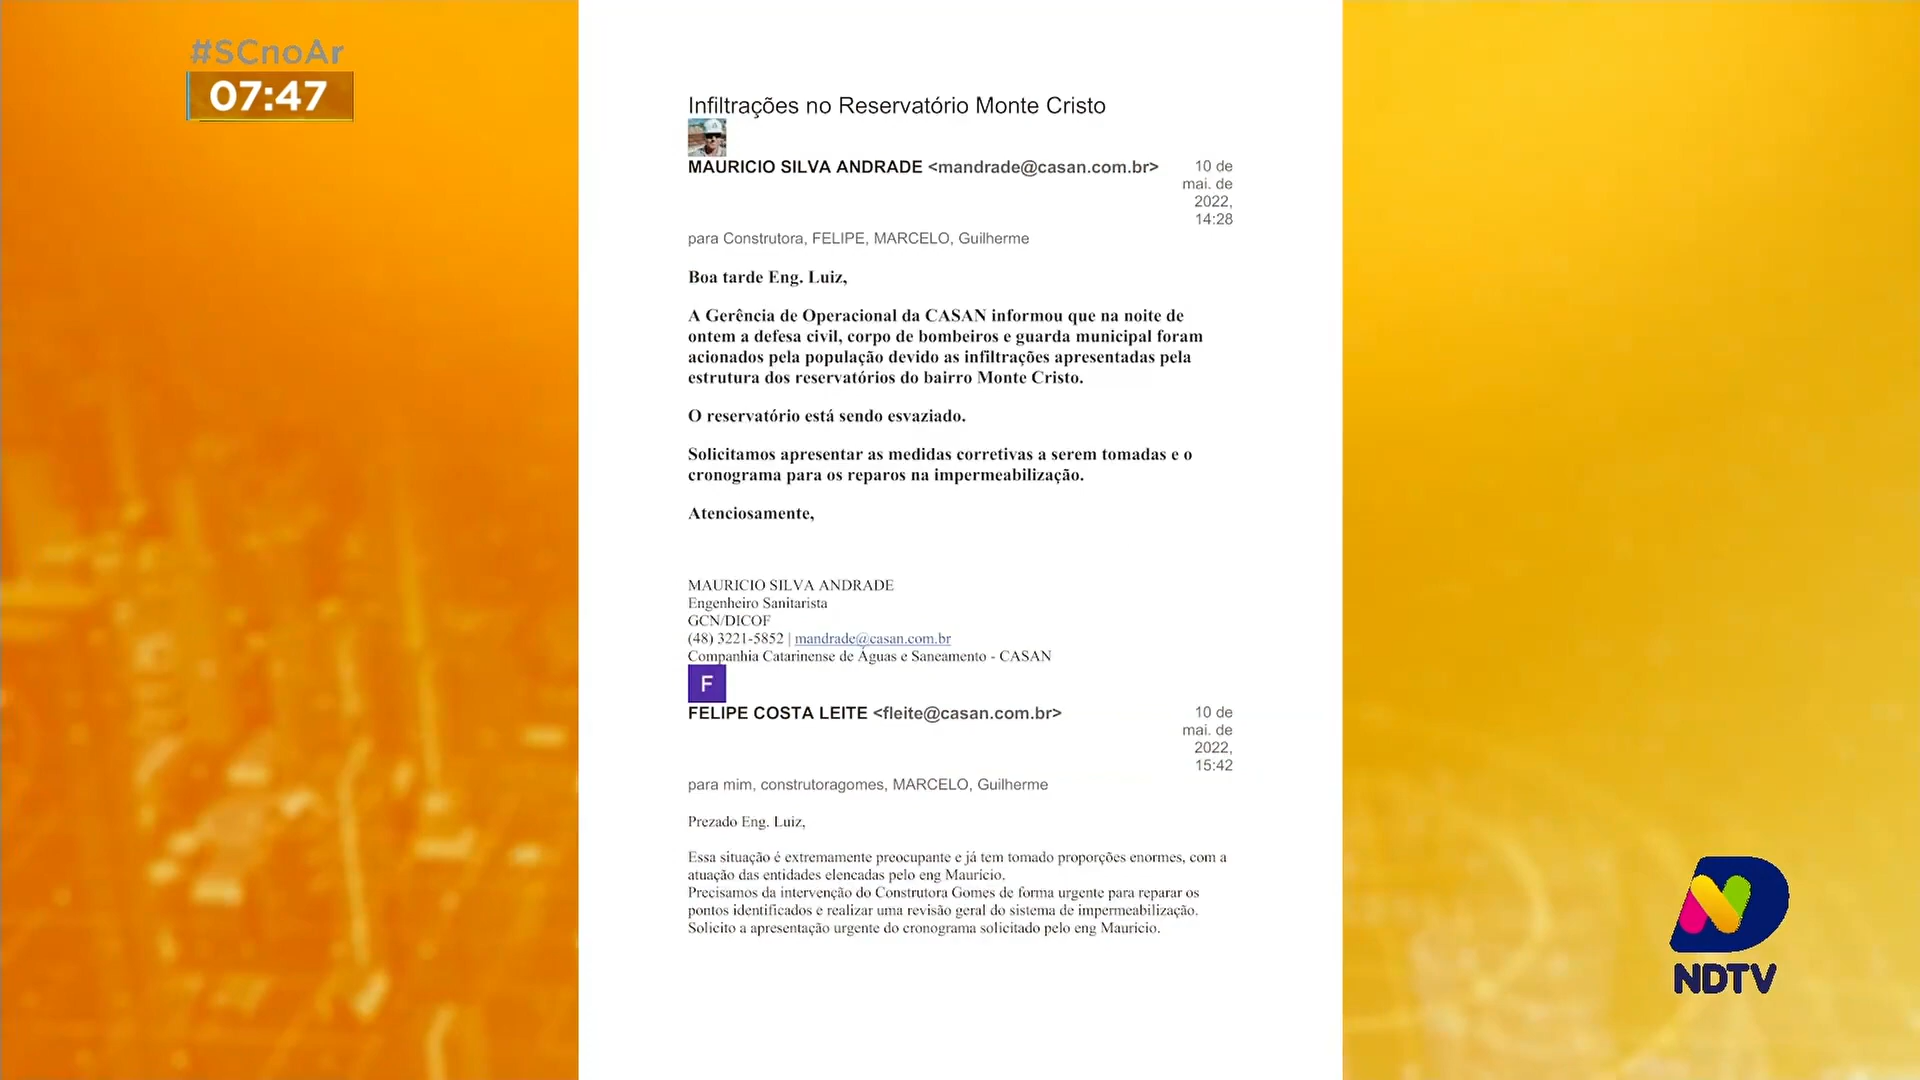 #SCnoAr
07:47
Infiltrações no Reservatório Monte Cristo
MAURICIO SILVA ANDRADE <mandrade@casan.com.br>
10 de
mai. de
2022,
14:28
para Construtora, FELIPE, MARCELO, Guilherme
Boa tarde Eng. Luiz,
A Gerência de Operacional da CASAN informou que na noite de
ontem a defesa civil, corpo de bombeiros e guarda municipal foram
acionados pela população devido as infiltrações apresentadas pela
estrutura dos reservatórios do bairro Monte Cristo.
O reservatório está sendo esvaziado.
Solicitamos apresentar as medidas corretivas a serem tomadas e o
cronograma para os reparos na impermeabilização.
Atenciosamente,
MAURICIO SILVA ANDRADE
Engenheiro Sanitarista
GCN/DICOF
(48) 3221-5852 | mandrade@casan.com.br
Companhia Catarinense de Águas e Saneamento - CASAN
F
FELIPE COSTA LEITE <fleite@casan.com.br>
10 de
mai. de
2022,
15:42
para mim, construtoragomes, MARCELO, Guilherme
Prezado Eng. Luiz,
Essa situação é extremamente preocupante e já tem tomado proporções enormes, com a
atuação das entidades elencadas pelo eng Mauricio.
Precisamos da intervenção do Construtora Gomes de forma urgente para reparar os
pontos identificados e realizar uma revisão geral do sistema de impermeabilização.
Solicito a apresentação urgente do cronograma solicitado pelo eng Mauricio.
NDTV